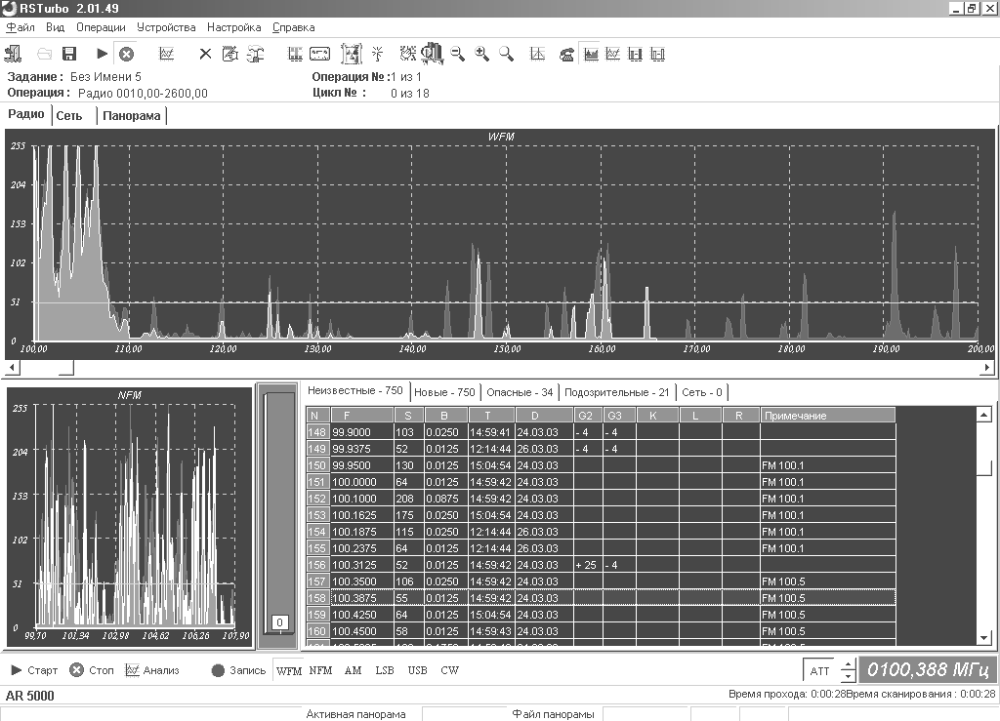 RSTurbo 2.01.49
Файл Вид Операции Устройства Настройка Справка
Задание : Без Имени 5 Операция № : 1 из 1
Операция : Радио 0010,00-2600,00 Цикл № : 0 из 18
Радио Сеть Панорама
WFM
255
204
153
102
51
0
100,00 110,00 120,00 130,00 140,00 150,00 160,00 170,00 180,00 190,00 200,00
NFM
255
204
153
102
51
0
99,70 101,34 102,98 104,62 106,26 107,90
0
Неизвестные - 750 Новые - 750 Опасные - 34 Подозрительные - 21 Сеть - 0
N F S B T D G2 G3 K L R Примечание
148 99.9000 103 0.0250 14:59:41 24.03.03 - 4 - 4
149 99.9375 52 0.0125 12:14:44 26.03.03 - 4 - 4
150 99.9500 130 0.0125 15:04:54 24.03.03 FM 100.1
151 100.0000 64 0.0125 14:59:42 24.03.03 FM 100.1
152 100.1000 208 0.0875 14:59:42 24.03.03 FM 100.1
153 100.1625 175 0.0250 15:04:54 24.03.03 FM 100.1
154 100.1875 115 0.0250 12:14:44 26.03.03 FM 100.1
155 100.2375 64 0.0125 12:14:44 26.03.03 FM 100.1
156 100.3125 52 0.0125 14:59:42 24.03.03 + 25 - 4
157 100.3500 106 0.0250 14:59:42 24.03.03 FM 100.5
158 100.3875 55 0.0125 14:59:42 24.03.03 FM 100.5
159 100.4250 64 0.0125 15:04:54 24.03.03 FM 100.5
160 100.4500 58 0.0125 14:59:43 24.03.03 FM 100.5
Старт Стоп Анализ Запись WFM NFM AM LSB USB CW ATT 0100,388 МГц
AR 5000 Время прохода: 0:00:28 Время сканирования : 0:00:28
Активная панорама Файл панорамы